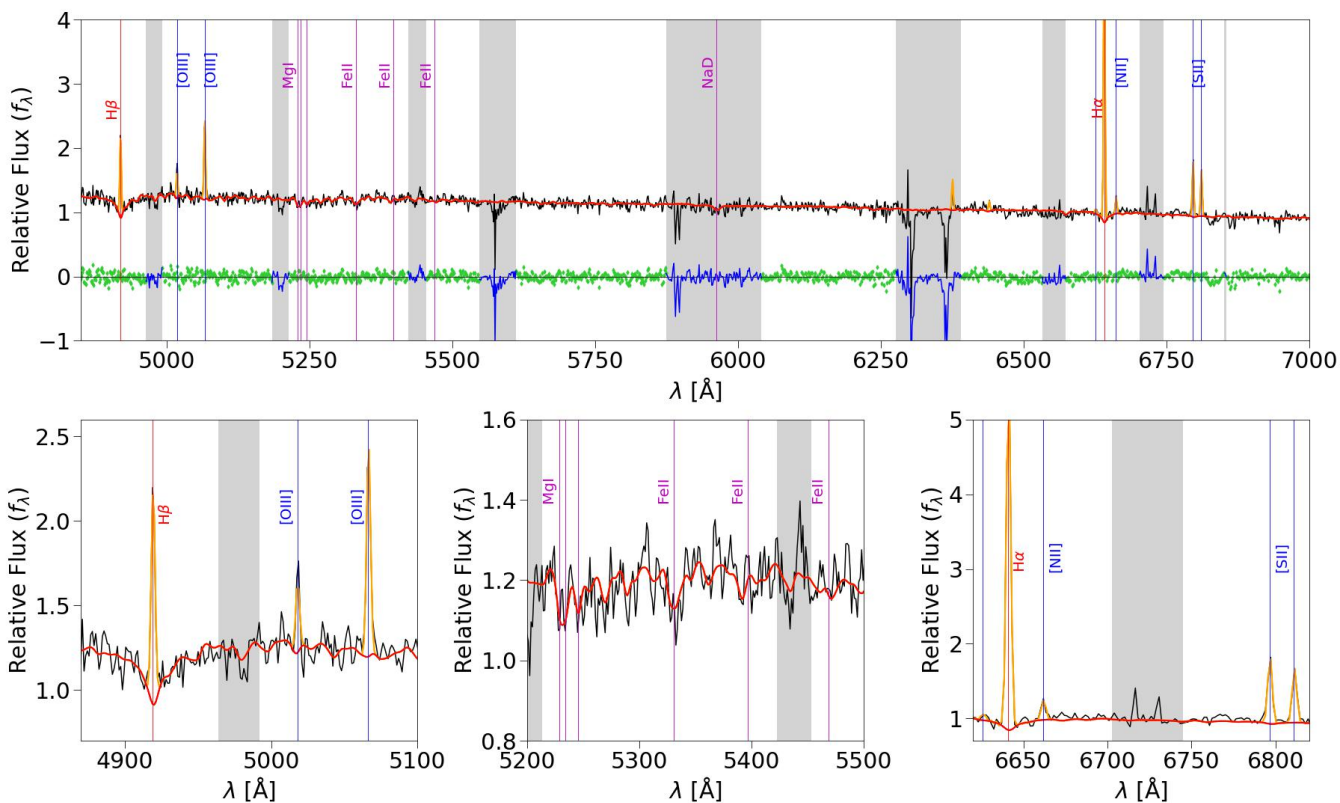 4
3
2
1
0
−1
Relative Flux (fλ)
Hβ
[OIII]
[OIII]
MgI
FeII
FeII
FeII
NaD
Hα
[NII]
[SII]
5000 5250 5500 5750 6000 6250 6500 6750 7000
λ [Å]
2.5
2.0
1.5
1.0
Relative Flux (fλ)
Hβ
[OIII]
[OIII]
4900 5000 5100
λ [Å]
1.6
1.4
1.2
1.0
0.8
Relative Flux (fλ)
MgI
FeII
FeII
FeII
5200 5300 5400 5500
λ [Å]
5
4
3
2
1
Relative Flux (fλ)
Hα
[NII]
[SII]
6650 6700 6750 6800
λ [Å]